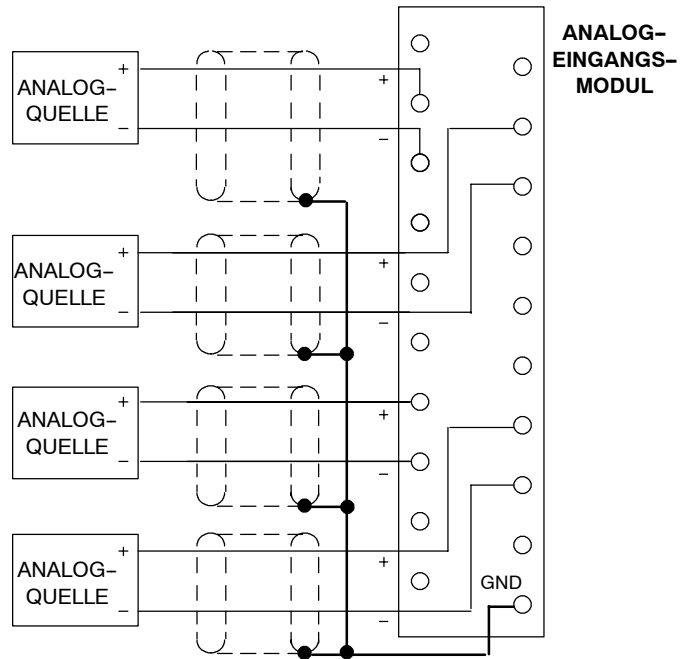 ANALOG–
EINGANGS–
MODUL
ANALOG–
QUELLE
+
–
+
–
ANALOG–
QUELLE
+
–
+
–
ANALOG–
QUELLE
+
–
+
–
ANALOG–
QUELLE
+
–
+
–
GND